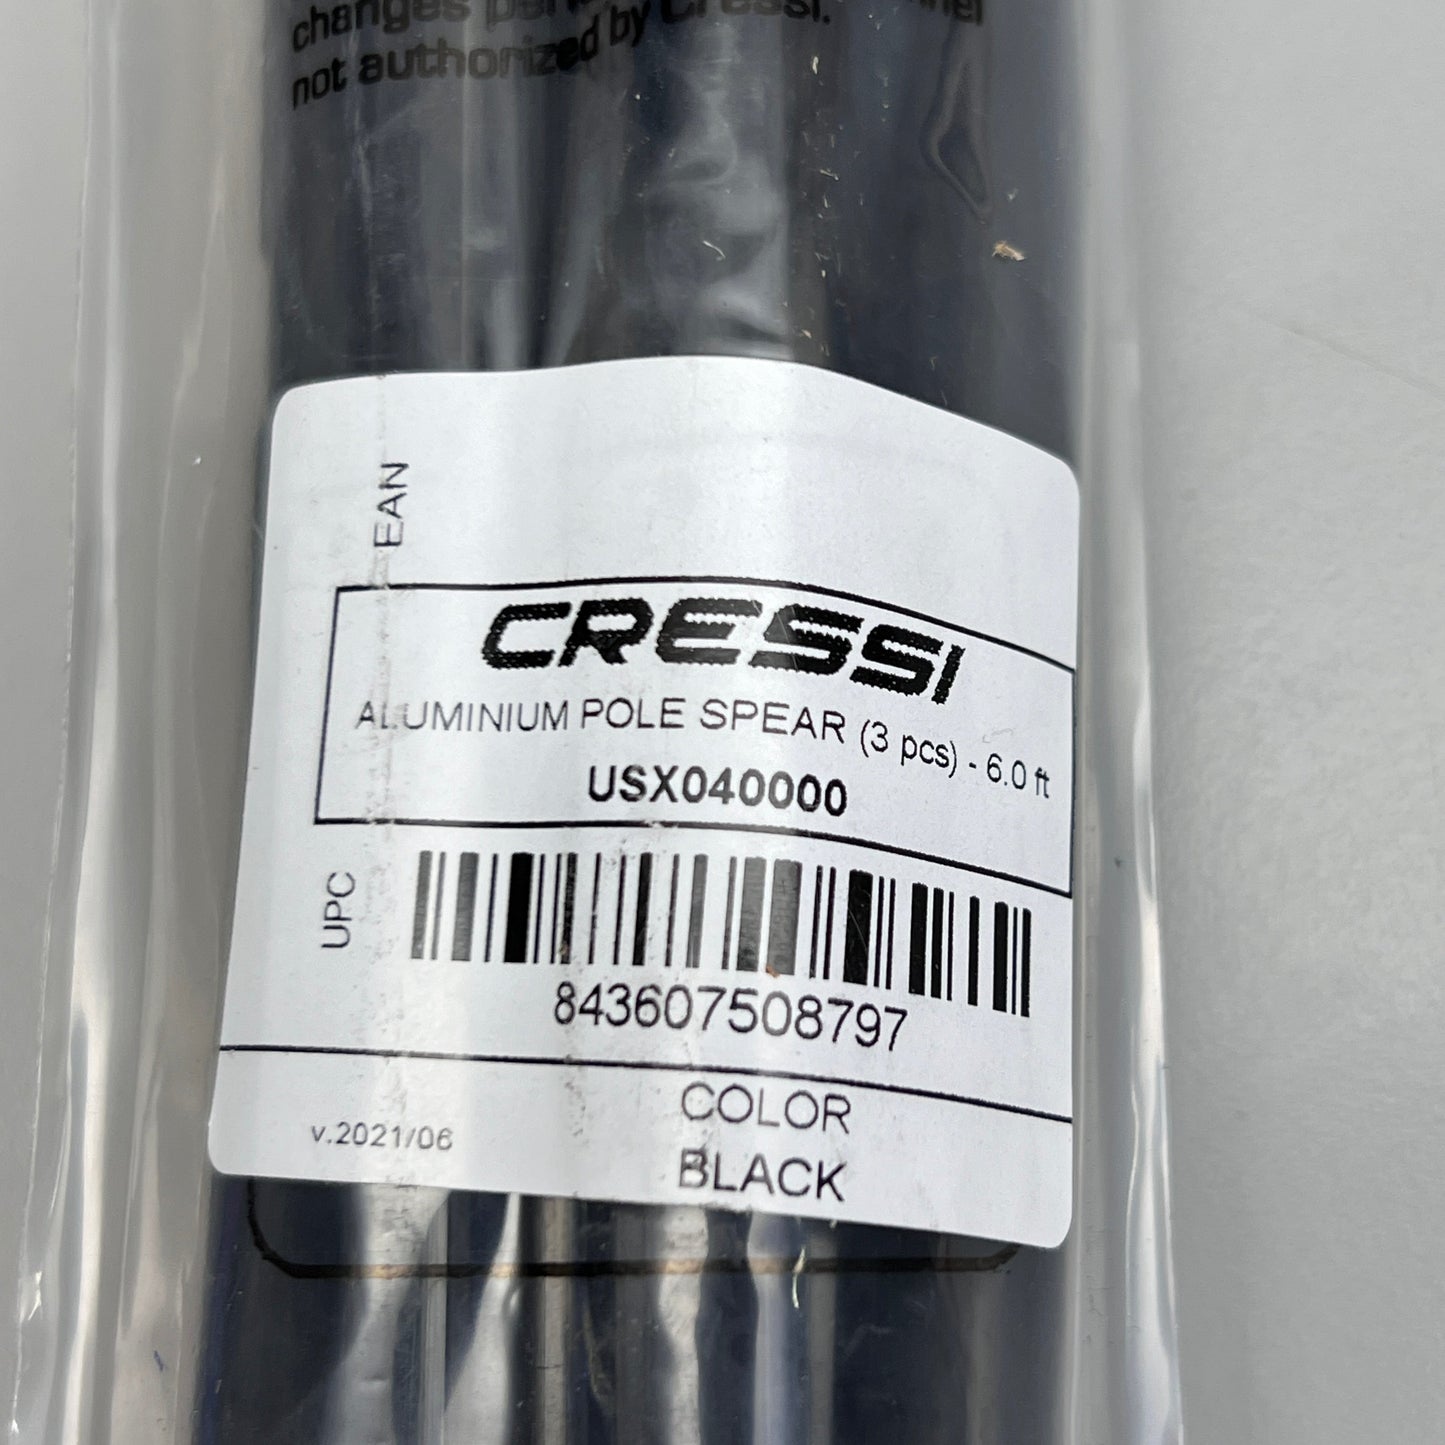 changes
not authorized by Cressi.
EAN
CRESSI
ALUMINIUM POLE SPEAR (3 pcs) - 6.0 ft
USX040000
UPC
843607508797
COLOR
BLACK
v.2021/06